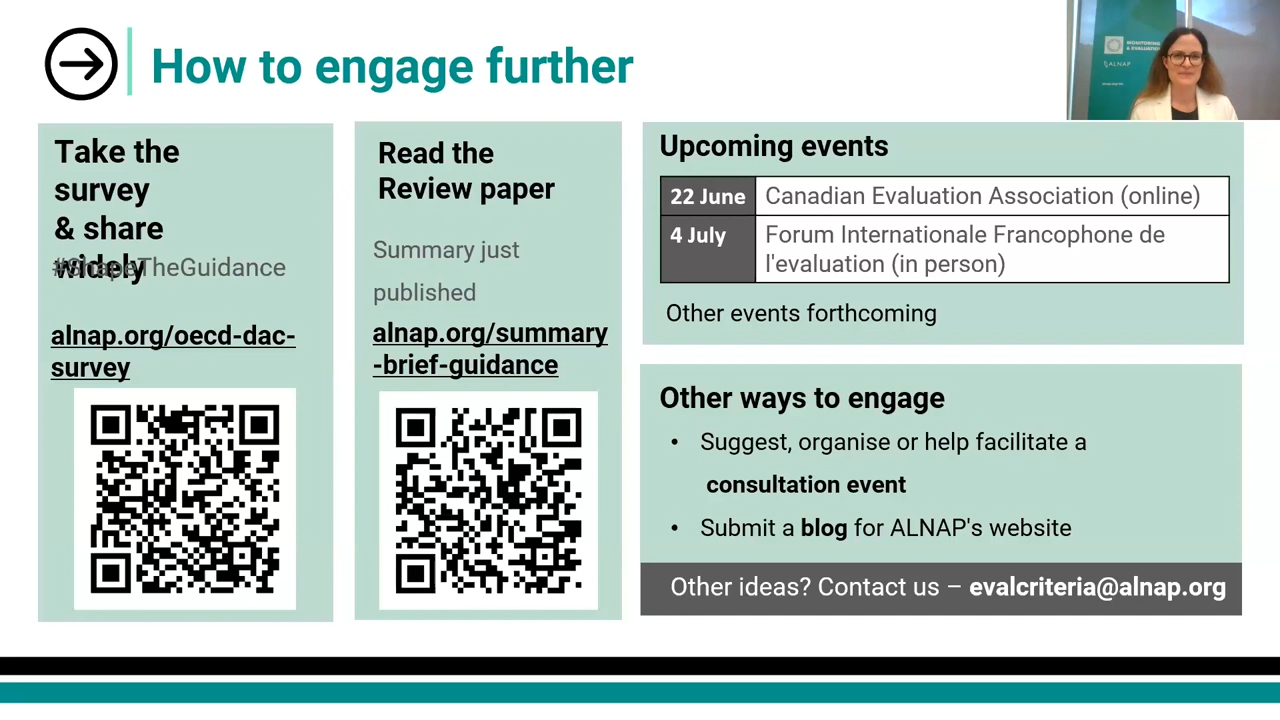 How to engage further
Take the
survey
& share
widely
#ShapeTheGuidance
alnap.org/oecd-dac-
survey
Read the
Review paper
Summary just
published
alnap.org/summary
-brief-guidance
Upcoming events
22 June Canadian Evaluation Association (online)
4 July Forum Internationale Francophone de
l'evaluation (in person)
Other events forthcoming
Other ways to engage
• Suggest, organise or help facilitate a
consultation event
• Submit a blog for ALNAP's website
Other ideas? Contact us – evalcriteria@alnap.org
MONITORING
& EVALUATION
ALNAP